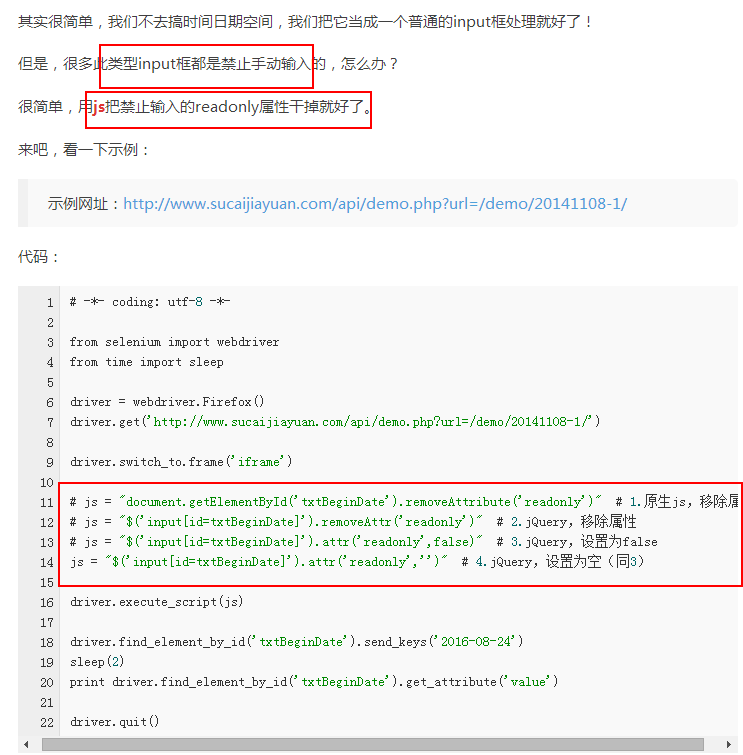 其实很简单，我们不去搞时间日期空间，我们把它当成一个普通的input框处理就好了！
但是，很多此类型input框都是禁止手动输入的，怎么办？
很简单，用js把禁止输入的readonly属性干掉就好了。
来吧，看一下示例：
示例网址：http://www.sucaijiayuan.com/api/demo.php?url=/demo/20141108-1/
代码：
1 # -*- coding: utf-8 -*-
2
3 from selenium import webdriver
4 from time import sleep
5
6 driver = webdriver.Firefox()
7 driver.get('http://www.sucaijiayuan.com/api/demo.php?url=/demo/20141108-1/')
8
9 driver.switch_to.frame('iframe')
10
11 # js = "document.getElementById('txtBeginDate').removeAttribute('readonly')" # 1.原生js，移除属
12 # js = "$('input[id=txtBeginDate]').removeAttr('readonly')" # 2.jQuery，移除属性
13 # js = "$('input[id=txtBeginDate]').attr('readonly',false)" # 3.jQuery，设置为false
14 js = "$('input[id=txtBeginDate]').attr('readonly','')" # 4.jQuery，设置为空（同3）
15
16 driver.execute_script(js)
17
18 driver.find_element_by_id('txtBeginDate').send_keys('2016-08-24')
19 sleep(2)
20 print driver.find_element_by_id('txtBeginDate').get_attribute('value')
21
22 driver.quit()